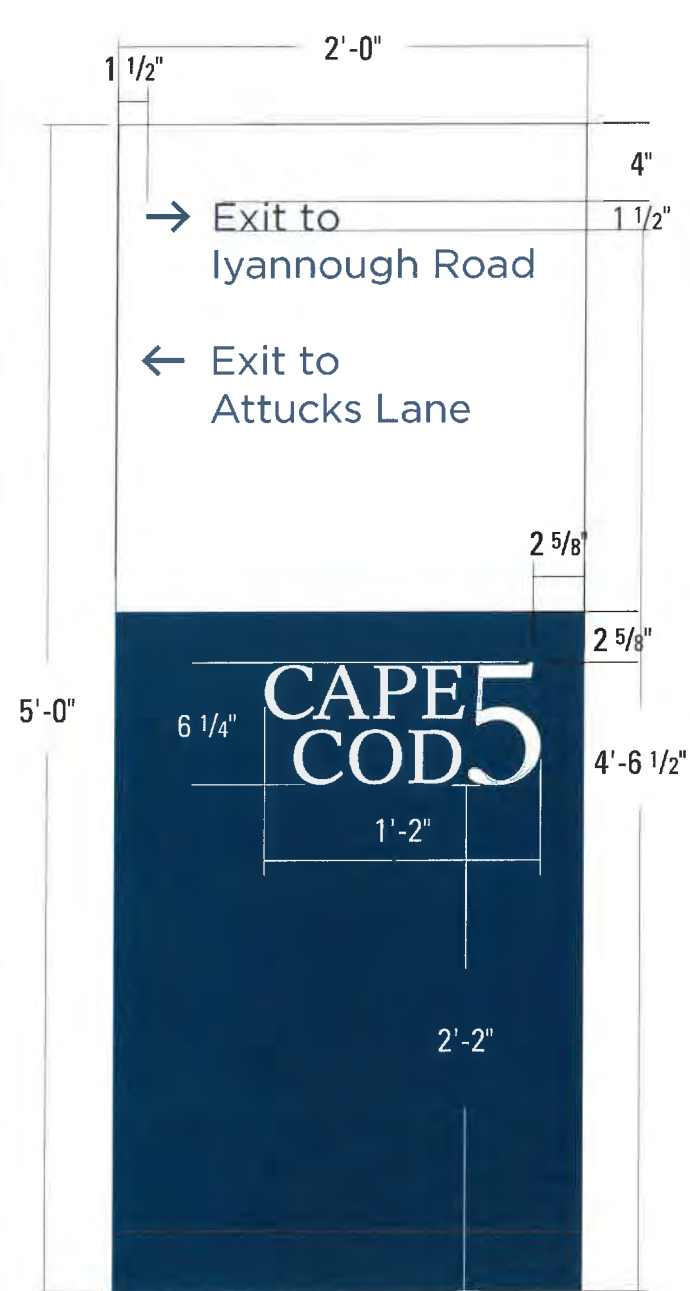 2'-0"
1 1/2"
4"
1 1/2"
→ Exit to
Iyannough Road
← Exit to
Attucks Lane
2 5/8"
2 5/8"
5'-0"
CAPE
COD 5
6 1/4"
4'-6 1/2"
1'-2"
2'-2"